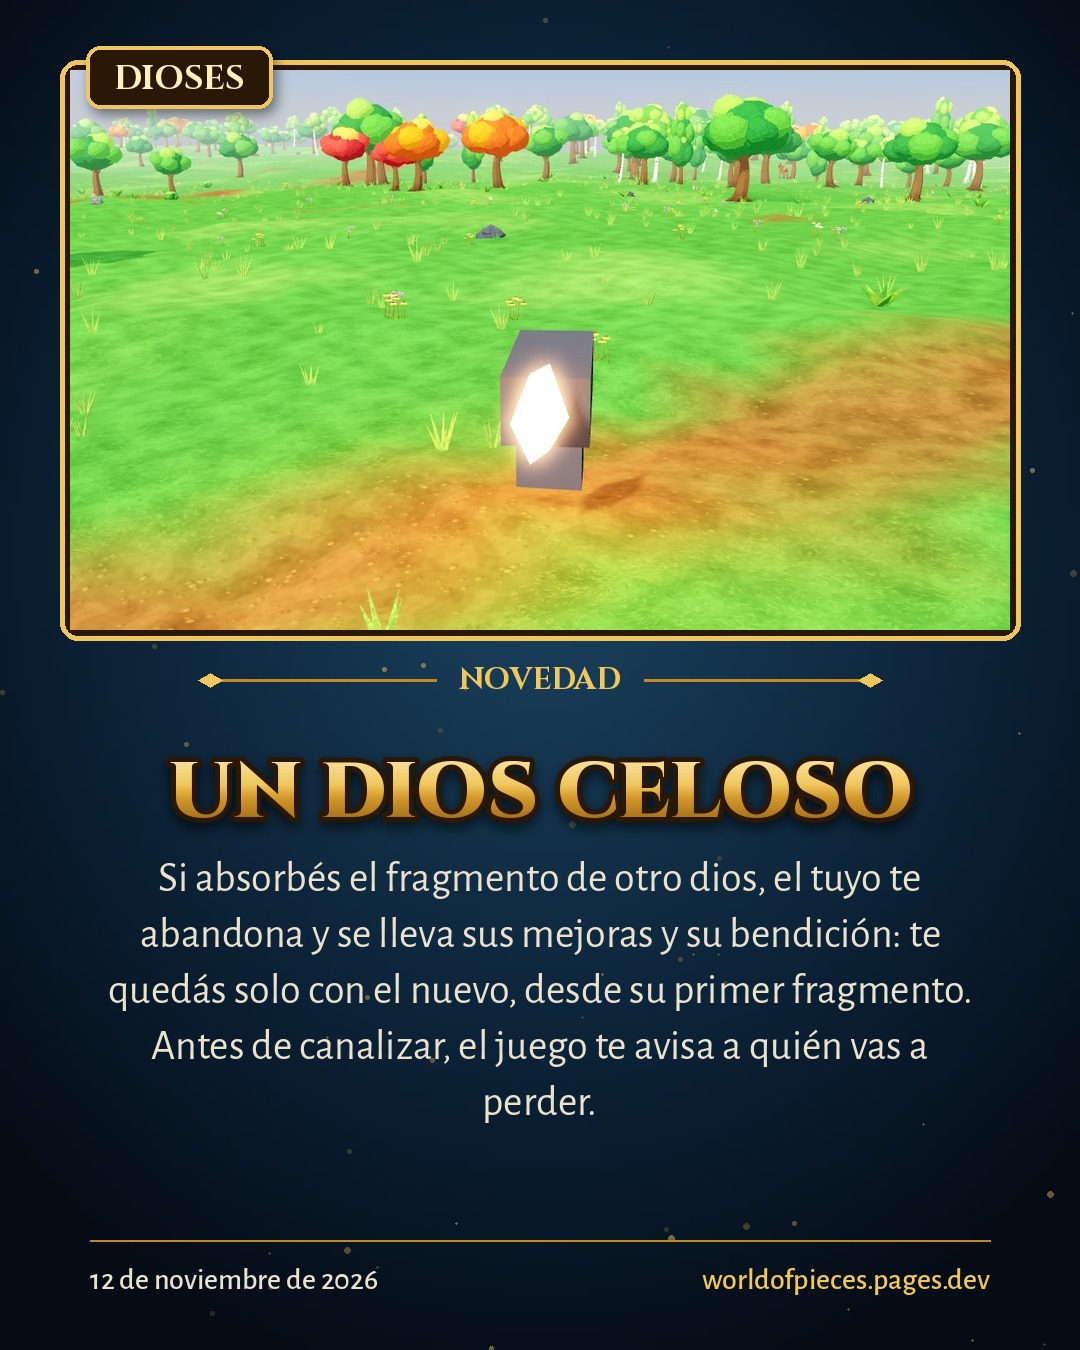 DIOSES
NOVEDAD
UN DIOS CELOSO
Si absorbés el fragmento de otro dios, el tuyo te
abandona y se lleva sus mejoras y su bendición: te
quedás solo con el nuevo, desde su primer fragmento.
Antes de canalizar, el juego te avisa a quién vas a
perder.
12 de noviembre de 2026
worldofpieces.pages.dev